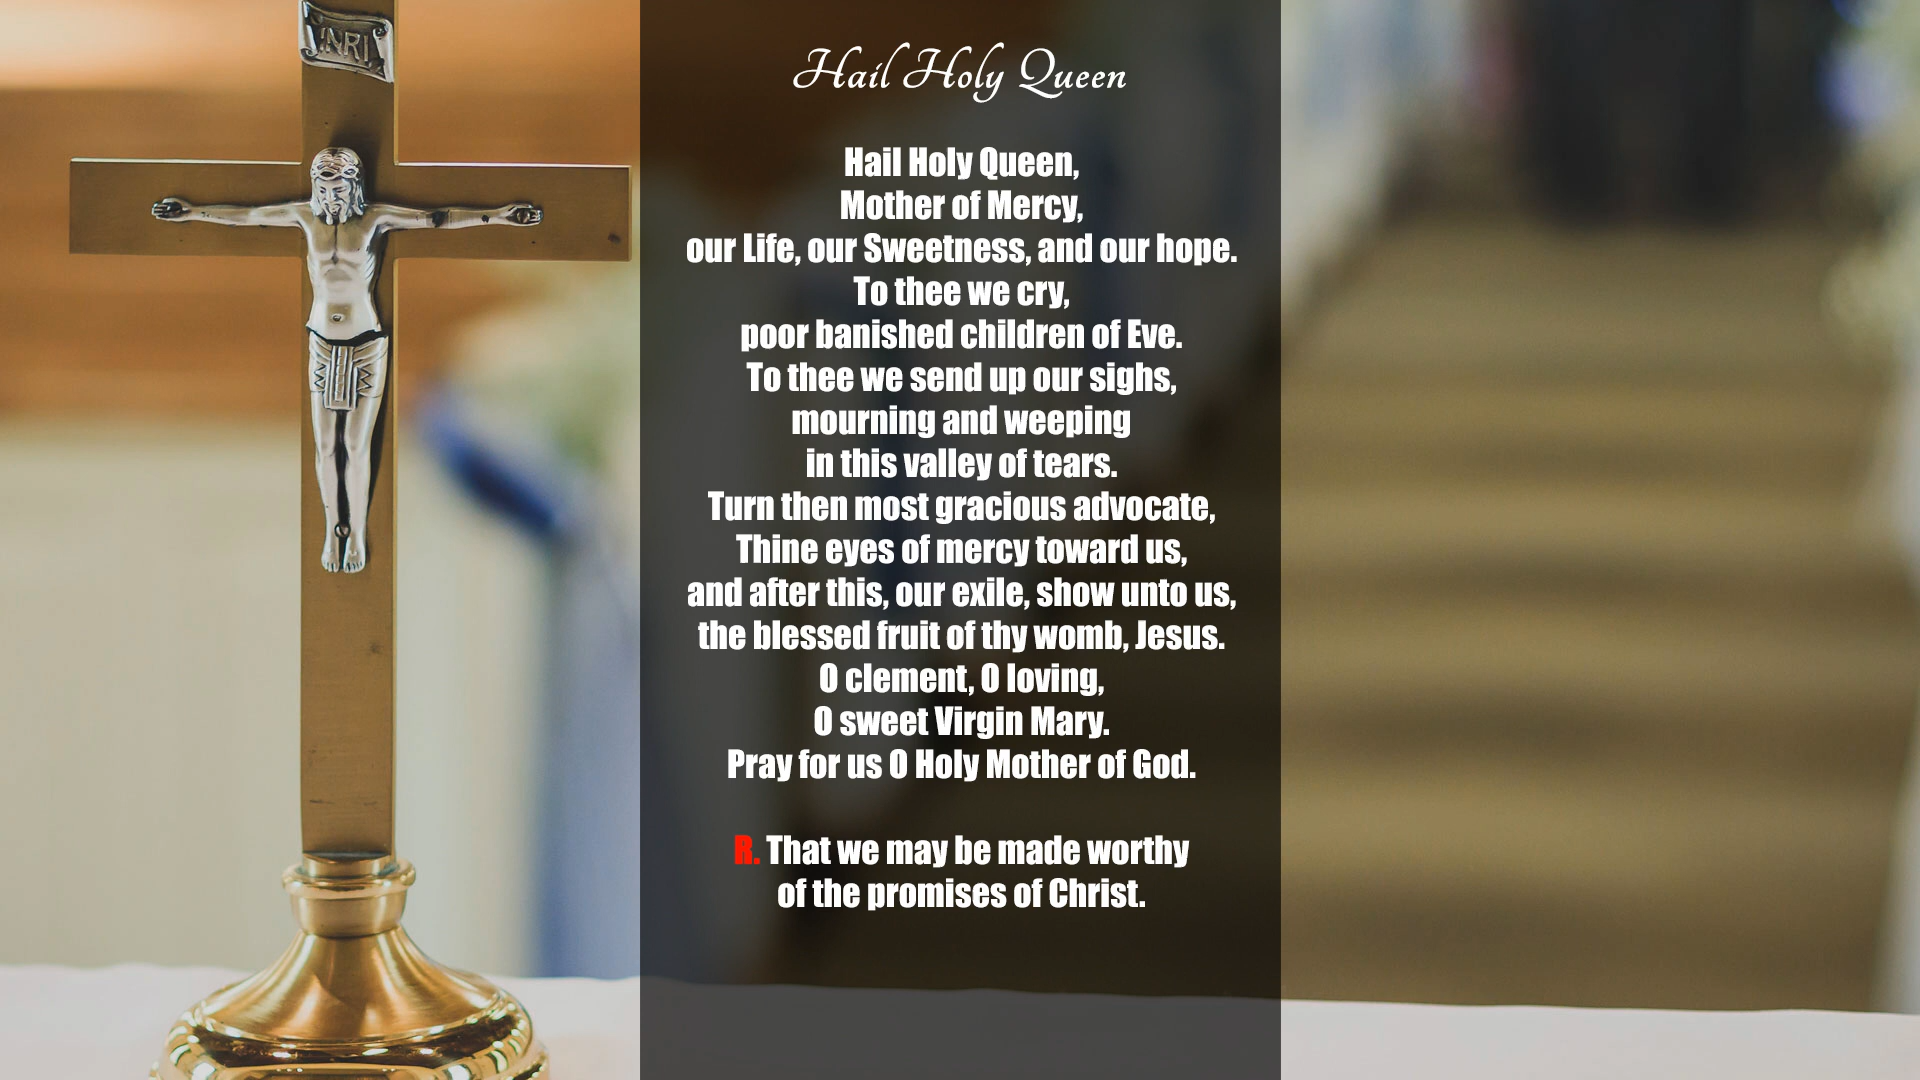 INRI
Hail Holy Queen
Hail Holy Queen,
Mother of Mercy,
our Life, our Sweetness, and our hope.
To thee we cry,
poor banished children of Eve.
To thee we send up our sighs,
mourning and weeping
in this valley of tears.
Turn then most gracious advocate,
Thine eyes of mercy toward us,
and after this, our exile, show unto us,
the blessed fruit of thy womb, Jesus.
O clement, O loving,
O sweet Virgin Mary.
Pray for us O Holy Mother of God.
R. That we may be made worthy
of the promises of Christ.